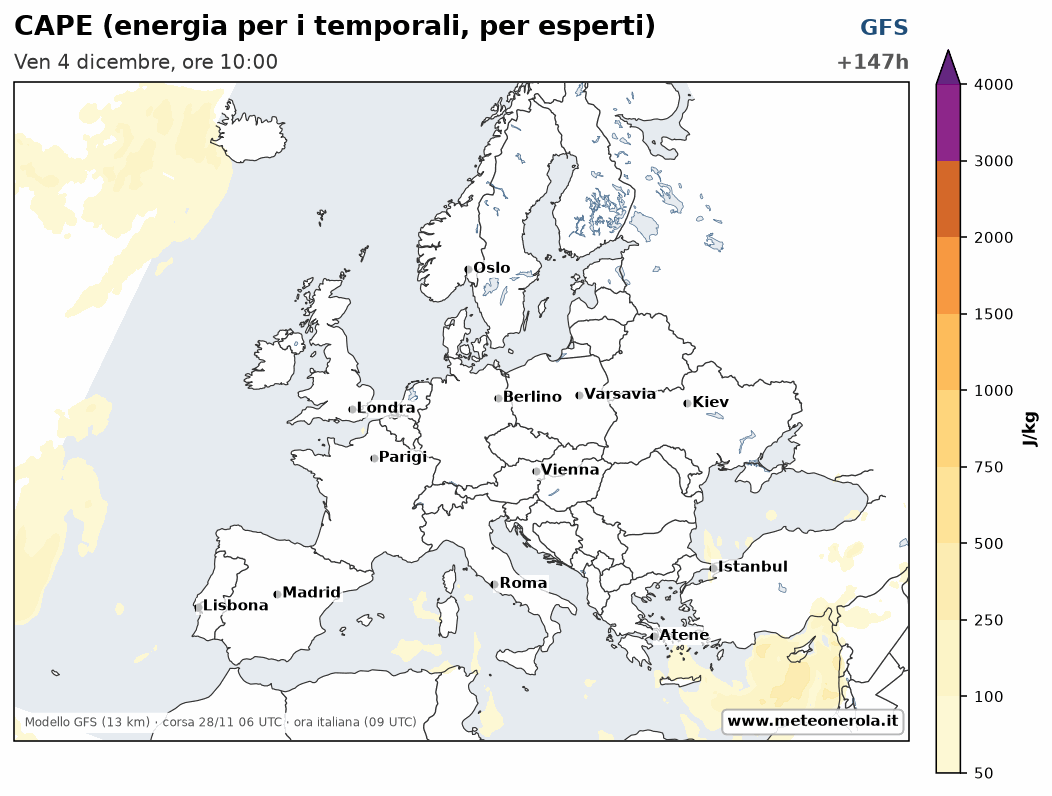 CAPE (energia per i temporali, per esperti)
GFS
Ven 4 dicembre, ore 10:00
+147h
4000
3000
2000
1500
1000
750
500
250
100
50
J/kg
Oslo
Londra
Berlino
Varsavia
Kiev
Parigi
Vienna
Istanbul
Roma
Madrid
Lisbona
Atene
Modello GFS (13 km) · corsa 28/11 06 UTC · ora italiana (09 UTC)
www.meteonerola.it